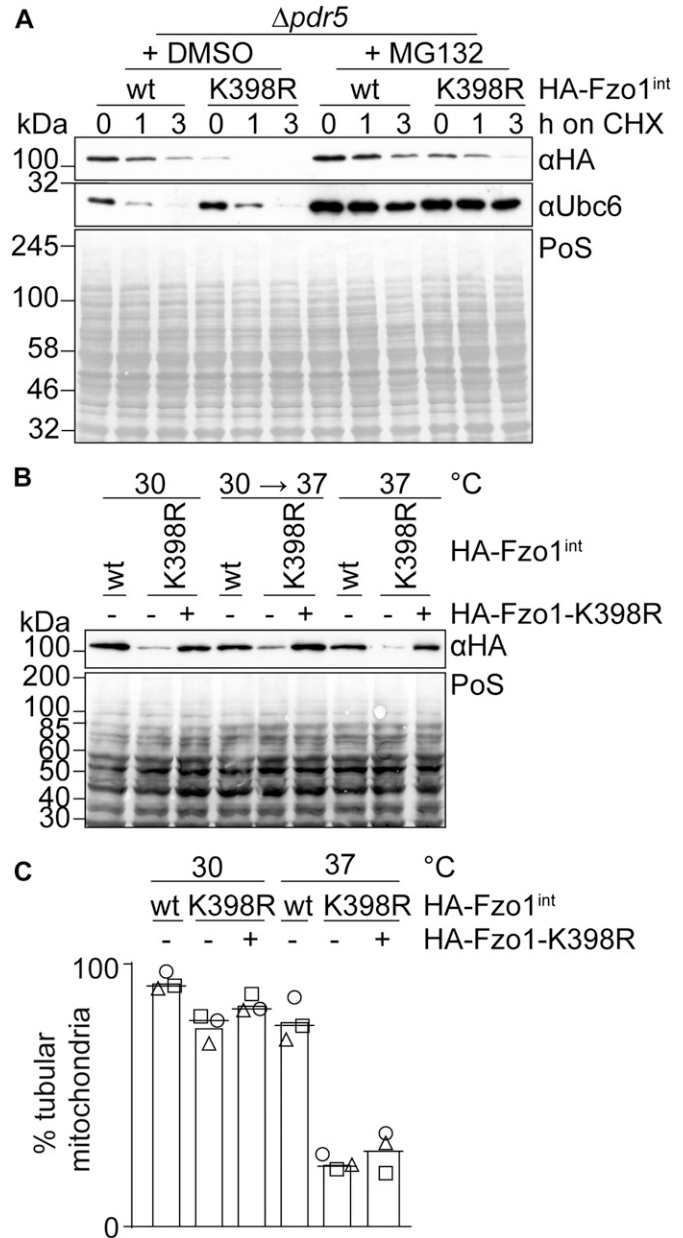 A
Δpdr5
+ DMSO + MG132
wt K398R wt K398R HA-Fzo1int
kDa 0 1 3 0 1 3 0 1 3 0 1 3 h on CHX
100 αHA
32
αUbc6
245 PoS
100
58
46
32
B
30 30 → 37 37 °C
wt K398R wt K398R wt K398R HA-Fzo1int
- - + - - + - - + HA-Fzo1-K398R
kDa
100 αHA
200 PoS
100
85
60
50
40
30
C
30 37 °C
wt K398R wt K398R HA-Fzo1int
- - + - - + HA-Fzo1-K398R
100
% tubular
mitochondria
0